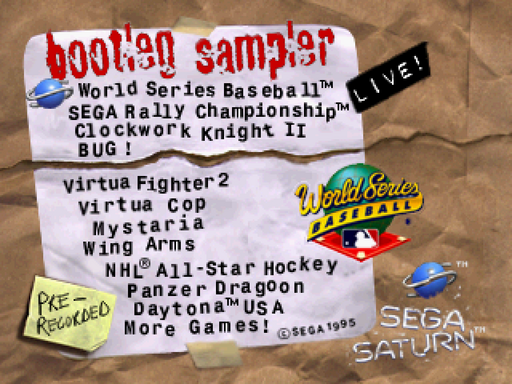 bootleg sampler
LIVE!
World Series Baseball™
SEGA Rally Championship™
Clockwork Knight II
BUG!
Virtua Fighter 2
Virtua Cop
Mystaria
Wing Arms
NHL® All-Star Hockey
Panzer Dragoon
Daytona™ USA
More Games!
©SEGA 1995
PRE-
RECORDED
World Series
BASEBALL
™
SEGA
SATURN™